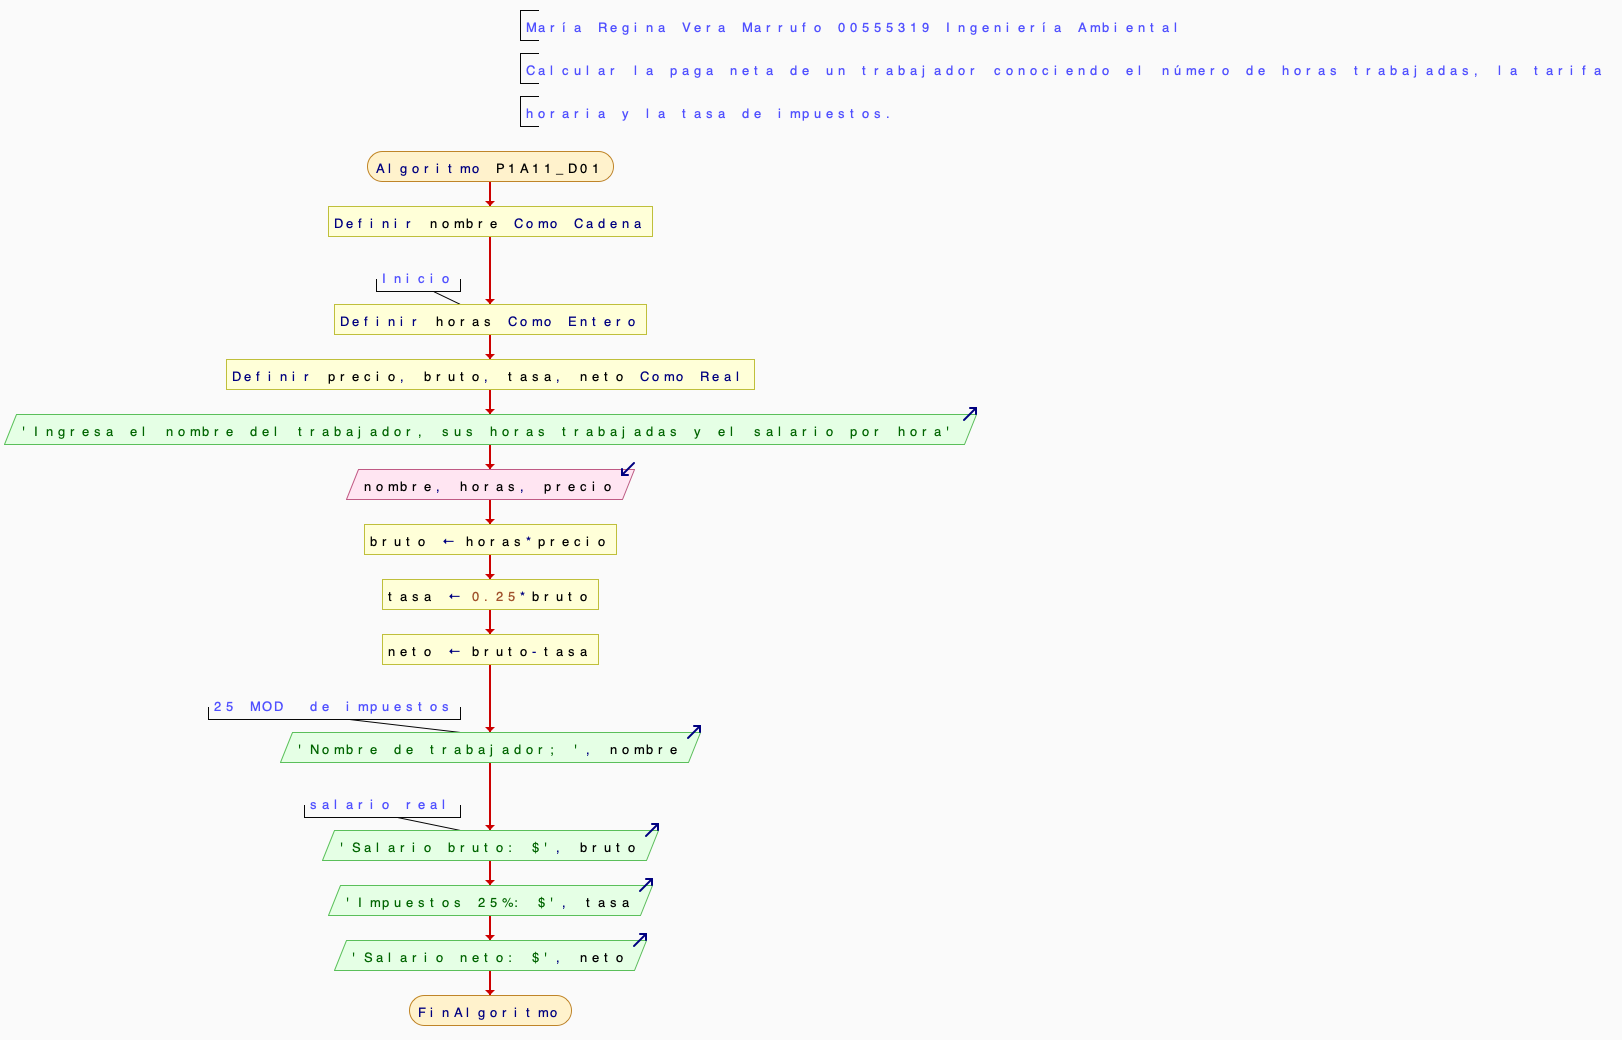 María Regina Vera Marrufo 00555319 Ingeniería Ambiental
Calcular la paga neta de un trabajador conociendo el número de horas trabajadas, la tarifa
horaria y la tasa de impuestos.
Algoritmo P1A11_D01
Definir nombre Como Cadena
Inicio
Definir horas Como Entero
Definir precio, bruto, tasa, neto Como Real
'Ingresa el nombre del trabajador, sus horas trabajadas y el salario por hora'
nombre, horas, precio
bruto ← horas*precio
tasa ← 0.25*bruto
neto ← bruto-tasa
25 MOD  de impuestos
'Nombre de trabajador; ', nombre
salario real
'Salario bruto: $', bruto
'Impuestos 25%: $', tasa
'Salario neto: $', neto
FinAlgoritmo